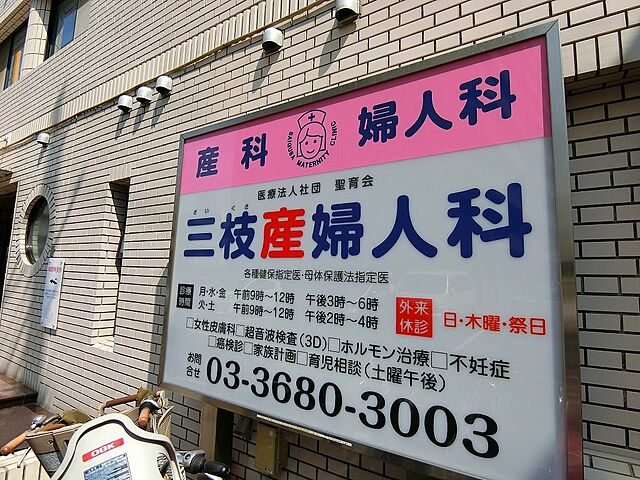 産科 婦人科
SAIGUSA MATERNITY CLINIC
医療法人社団 聖育会
さいぐさ
三枝産婦人科
各種健保指定医・母体保護法指定医
診療時間
月・水・金 午前9時~12時 午後3時~6時
火・土 午前9時~12時 午後2時~4時
外来休診 日・木曜・祭日
□女性皮膚科□超音波検査(3D)□ホルモン治療□不妊症
□癌検診□家族計画□育児相談(土曜午後)
お問合せ 03-3680-3003
OGK